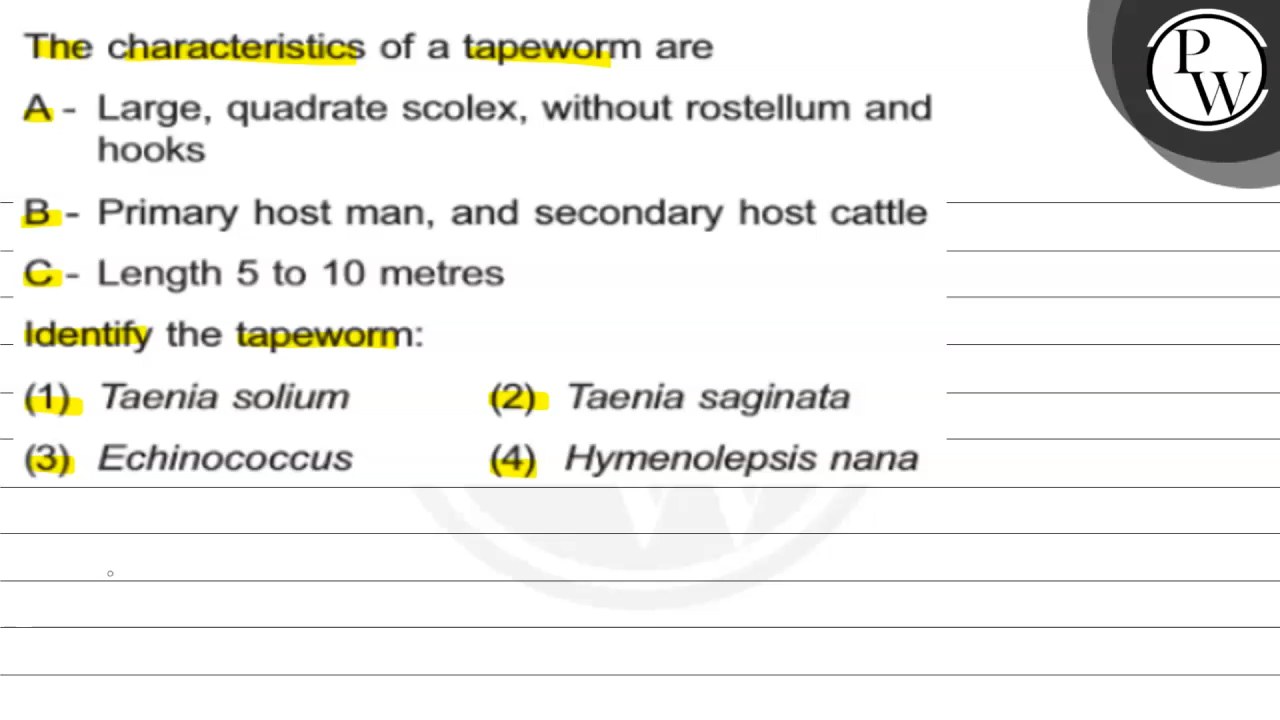 The characteristics of a tapeworm are
A - Large, quadrate scolex, without rostellum and
hooks
B - Primary host man, and secondary host cattle
C - Length 5 to 10 metres
Identify the tapeworm:
(1) Taenia solium (2) Taenia saginata
(3) Echinococcus (4) Hymenolepsis nana
P
W